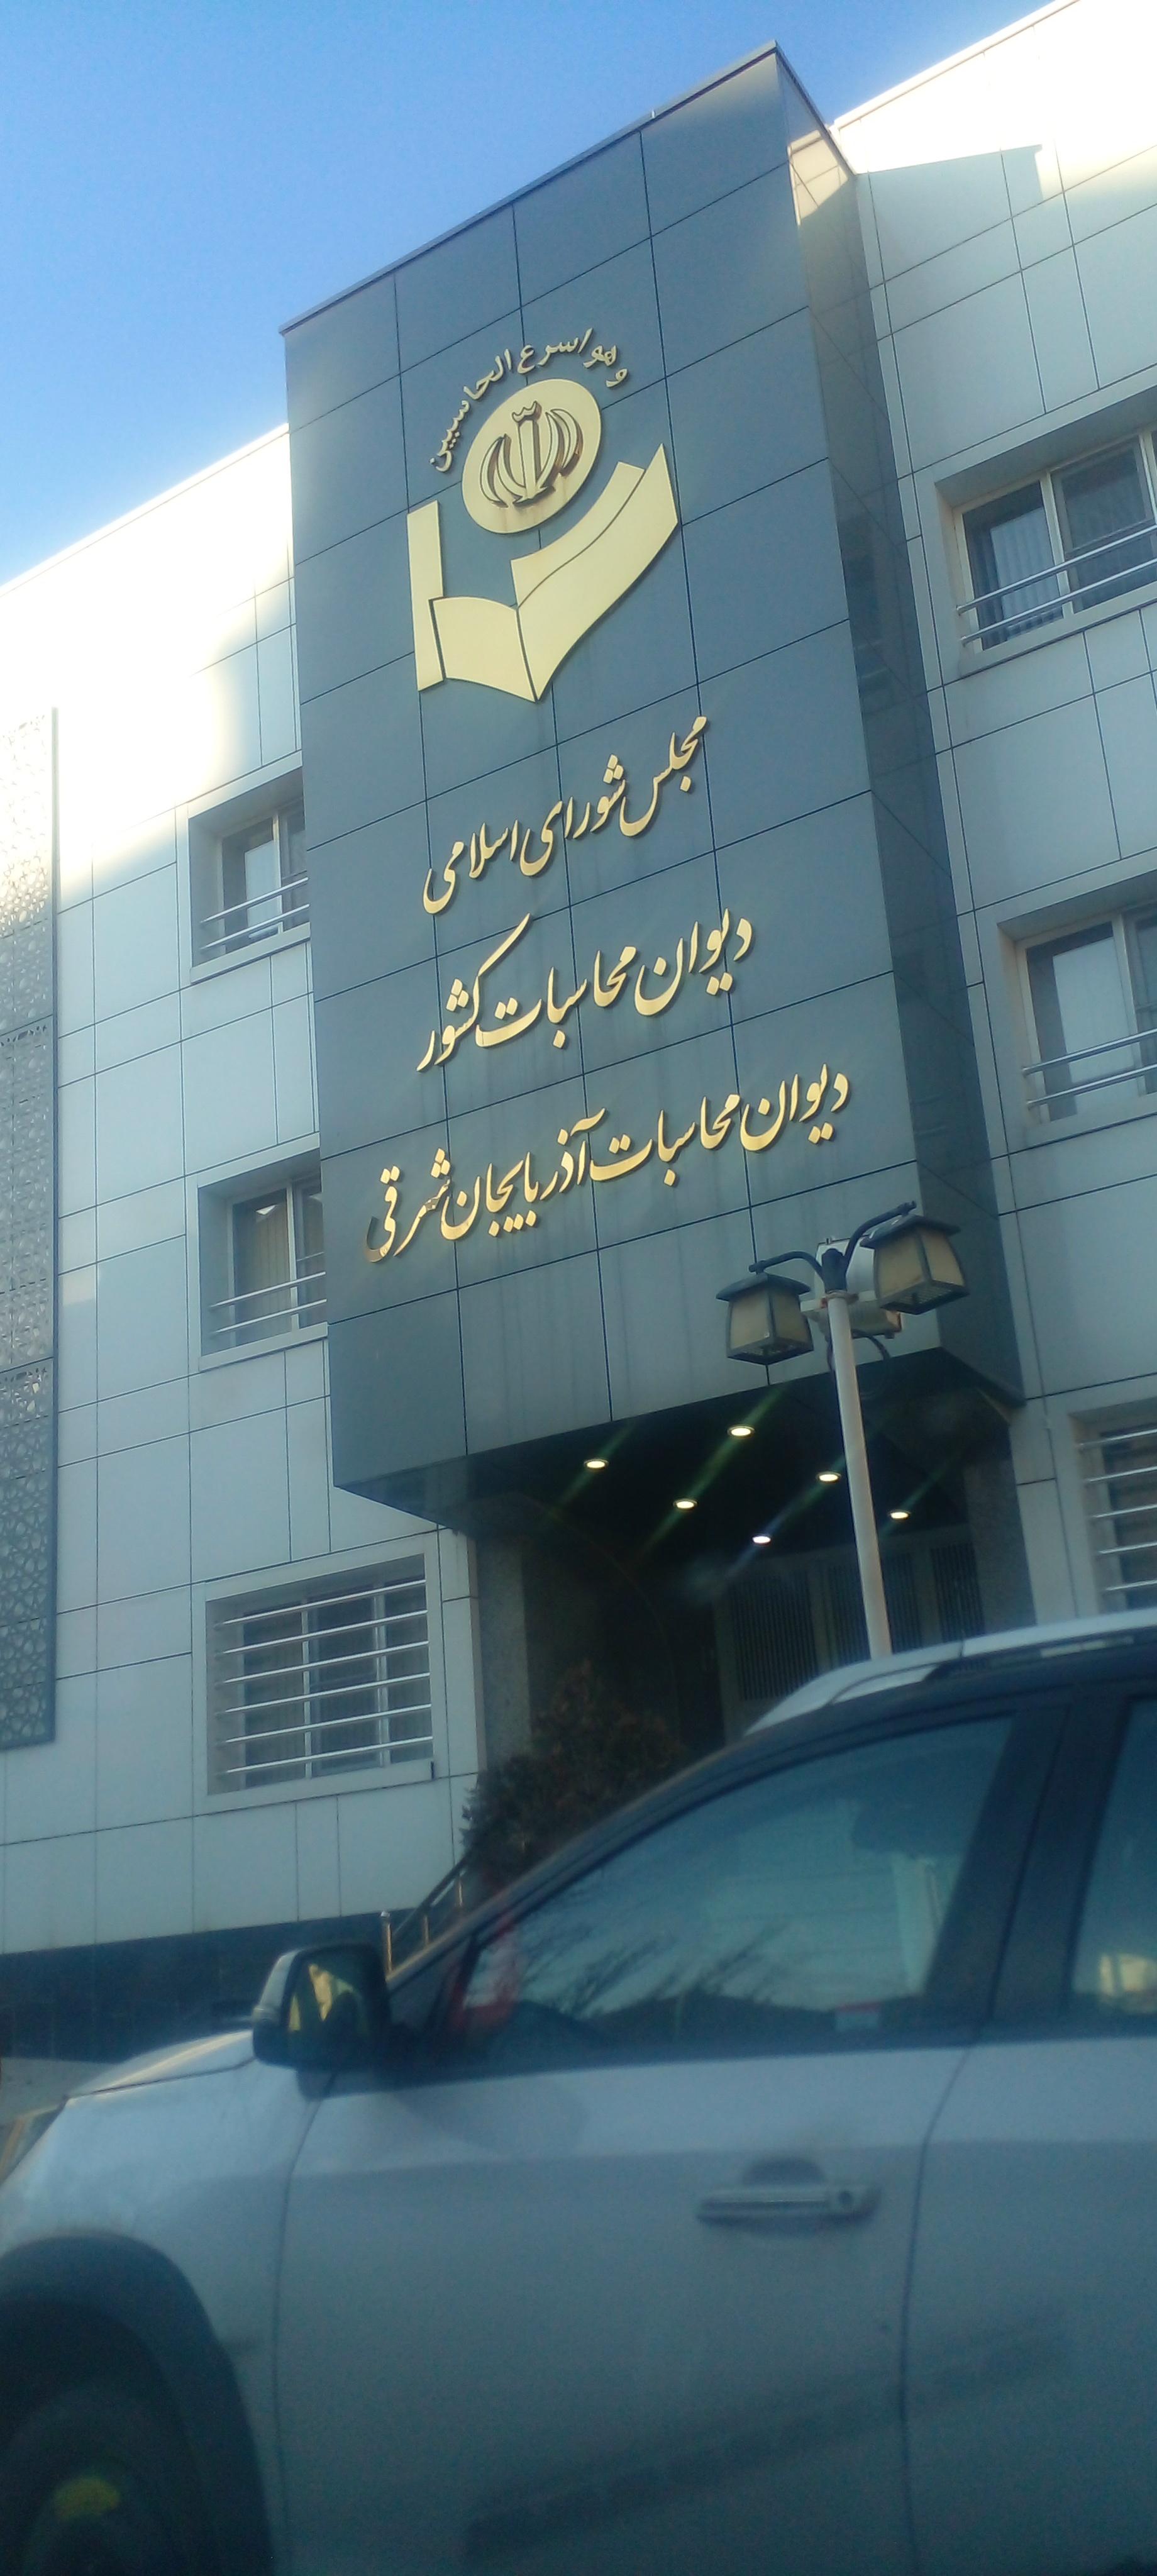 وهو اسرع الحاسبین
مجلس شورای اسلامی
دیوان محاسبات کشور
دیوان محاسبات آذربایجان شرقی